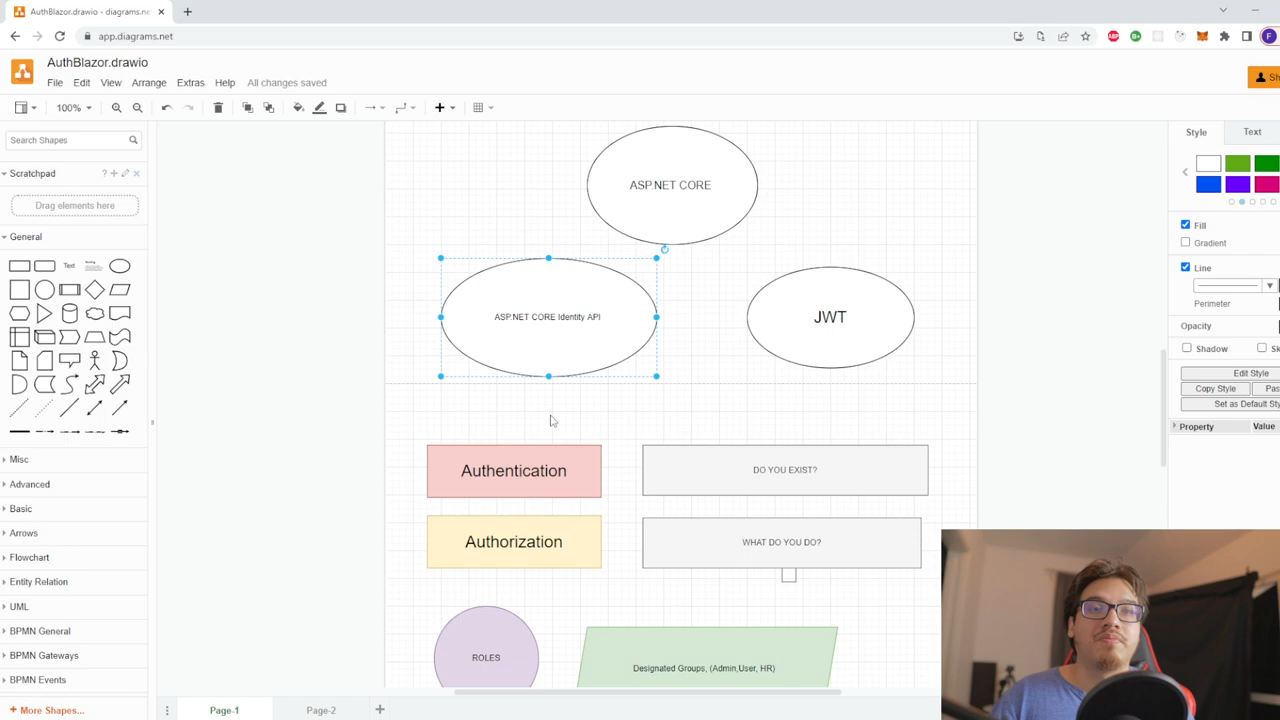 AuthBlazor.drawio - diagrams.net
app.diagrams.net
ABP
F
AuthBlazor.drawio
File Edit View Arrange Extras Help All changes saved
100%
Search Shapes
Scratchpad
Drag elements here
General
Text
Misc
Advanced
Basic
Arrows
Flowchart
Entity Relation
UML
BPMN General
BPMN Gateways
BPMN Events
+ More Shapes...
ASP.NET CORE
ASP.NET CORE Identity API
JWT
Authentication
DO YOU EXIST?
Authorization
WHAT DO YOU DO?
ROLES
Designated Groups, (Admin,User, HR)
Page-1 Page-2
Sh
Style Text
Fill
Gradient
Line
Perimeter
Opacity
Shadow Sk
Edit Style
Copy Style Pas
Set as Default Sty
Property Value